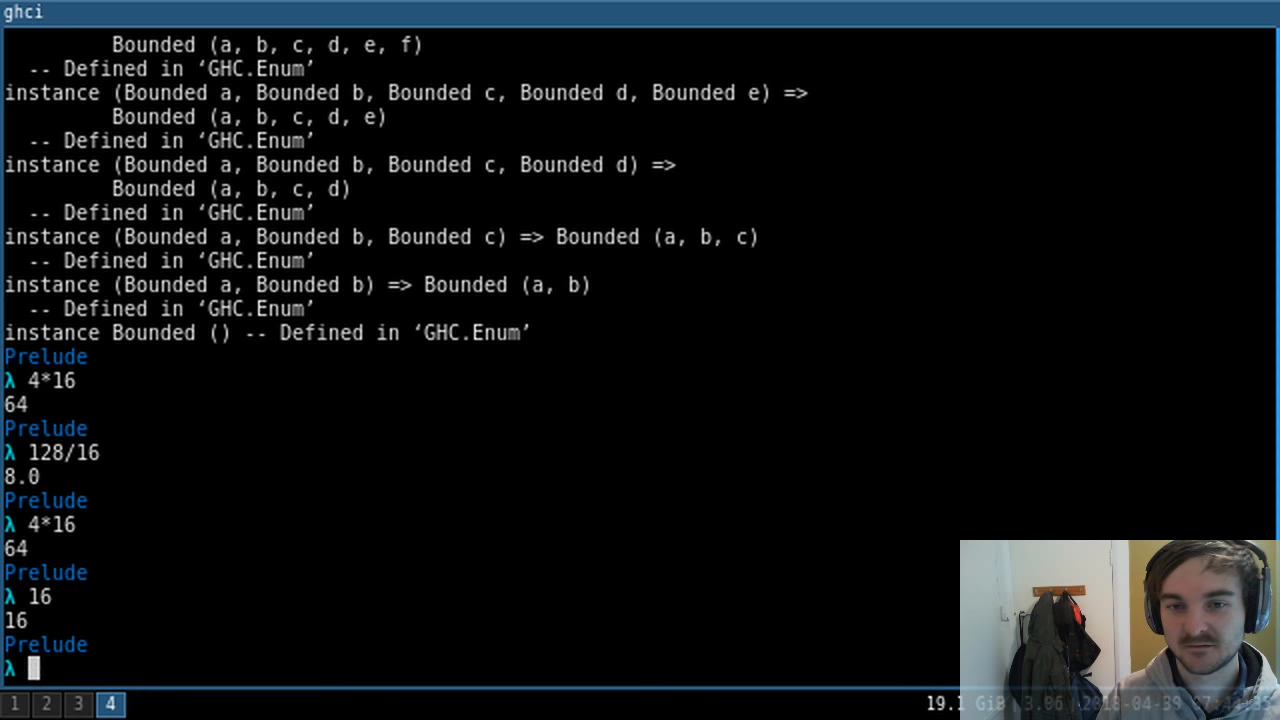 ghci
Bounded (a, b, c, d, e, f)
-- Defined in ‘GHC.Enum’
instance (Bounded a, Bounded b, Bounded c, Bounded d, Bounded e) =>
Bounded (a, b, c, d, e)
-- Defined in ‘GHC.Enum’
instance (Bounded a, Bounded b, Bounded c, Bounded d) =>
Bounded (a, b, c, d)
-- Defined in ‘GHC.Enum’
instance (Bounded a, Bounded b, Bounded c) => Bounded (a, b, c)
-- Defined in ‘GHC.Enum’
instance (Bounded a, Bounded b) => Bounded (a, b)
-- Defined in ‘GHC.Enum’
instance Bounded () -- Defined in ‘GHC.Enum’
Prelude
λ 4*16
64
Prelude
λ 128/16
8.0
Prelude
λ 4*16
64
Prelude
λ 16
16
Prelude
λ
1 2 3 4 19.1 GiB | 3.06 |